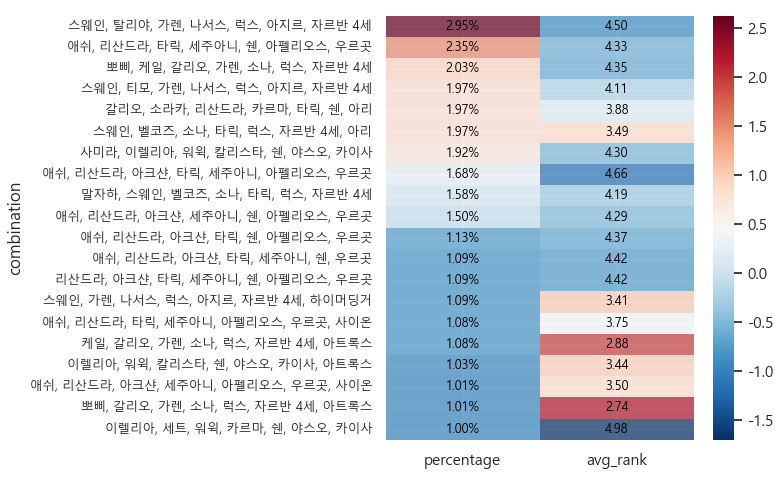 스웨인, 탈리야, 가렌, 나서스, 럭스, 아지르, 자르반 4세 2.95% 4.50
애쉬, 리산드라, 타릭, 세주아니, 쉔, 아펠리오스, 우르곳 2.35% 4.33
뽀삐, 케일, 갈리오, 가렌, 소나, 럭스, 자르반 4세 2.03% 4.35
스웨인, 티모, 가렌, 나서스, 럭스, 아지르, 자르반 4세 1.97% 4.11
갈리오, 소라카, 리산드라, 카르마, 타릭, 쉔, 아리 1.97% 3.88
스웨인, 벨코즈, 소나, 타릭, 럭스, 자르반 4세, 아리 1.97% 3.49
사미라, 이렐리아, 워윅, 칼리스타, 쉔, 야스오, 카이사 1.92% 4.30
애쉬, 리산드라, 아크샨, 타릭, 세주아니, 아펠리오스, 우르곳 1.68% 4.66
말자하, 스웨인, 벨코즈, 소나, 타릭, 럭스, 자르반 4세 1.58% 4.19
애쉬, 리산드라, 아크샨, 세주아니, 쉔, 아펠리오스, 우르곳 1.50% 4.29
애쉬, 리산드라, 아크샨, 타릭, 쉔, 아펠리오스, 우르곳 1.13% 4.37
애쉬, 리산드라, 아크샨, 타릭, 세주아니, 쉔, 우르곳 1.09% 4.42
리산드라, 아크샨, 타릭, 세주아니, 쉔, 아펠리오스, 우르곳 1.09% 4.42
스웨인, 가렌, 나서스, 럭스, 아지르, 자르반 4세, 하이머딩거 1.09% 3.41
애쉬, 리산드라, 타릭, 세주아니, 아펠리오스, 우르곳, 사이온 1.08% 3.75
케일, 갈리오, 가렌, 소나, 럭스, 자르반 4세, 아트록스 1.08% 2.88
이렐리아, 워윅, 칼리스타, 쉔, 야스오, 카이사, 아트록스 1.03% 3.44
애쉬, 리산드라, 아크샨, 세주아니, 아펠리오스, 우르곳, 사이온 1.01% 3.50
뽀삐, 갈리오, 가렌, 소나, 럭스, 자르반 4세, 아트록스 1.01% 2.74
이렐리아, 세트, 워윅, 카르마, 쉔, 야스오, 카이사 1.00% 4.98
combination
percentage avg_rank
2.5
2.0
1.5
1.0
0.5
0.0
-0.5
-1.0
-1.5